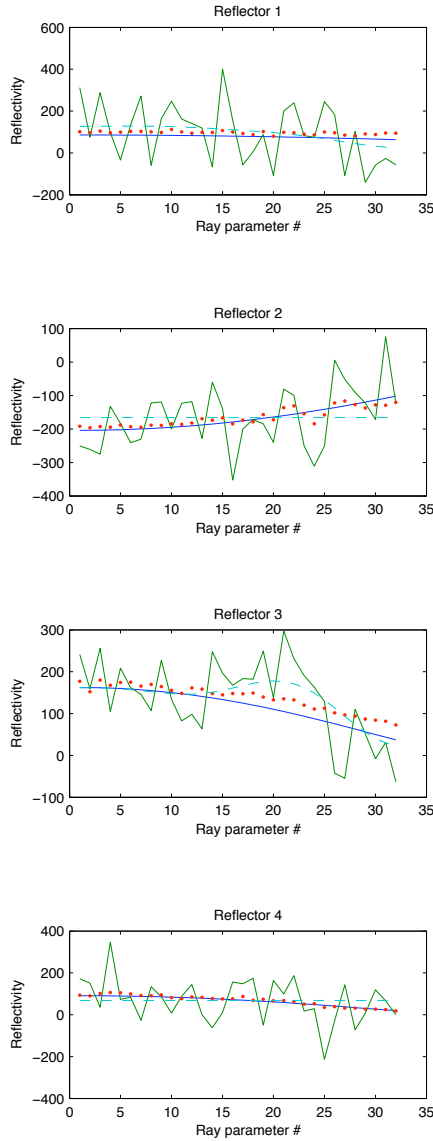 Reflector 1
600
400
200
0
−200
Reflectivity
0 5 10 15 20 25 30 35
Ray parameter #
Reflector 2
100
0
−100
−200
−300
−400
Reflectivity
0 5 10 15 20 25 30 35
Ray parameter #
Reflector 3
300
200
100
0
−100
Reflectivity
0 5 10 15 20 25 30 35
Ray parameter #
Reflector 4
400
200
0
−200
−400
Reflectivity
0 5 10 15 20 25 30 35
Ray parameter #